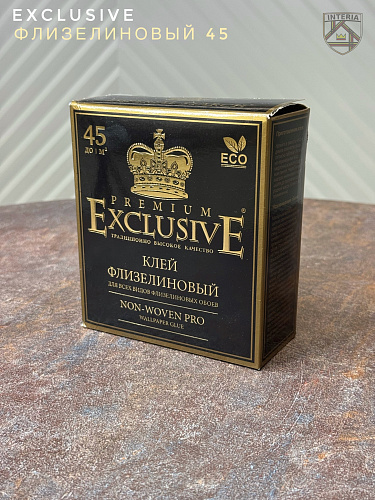 EXCLUSIVE
ФЛИЗЕЛИНОВЫЙ 45
INTERIA
45
ДО М²
ECO
PREMIUM
EXCLUSIVE®
ТРАДИЦИОННО ВЫСОКОЕ КАЧЕСТВО
КЛЕЙ
ФЛИЗЕЛИНОВЫЙ
ДЛЯ ВСЕХ ВИДОВ ФЛИЗЕЛИНОВЫХ ОБОЕВ
NON-WOVEN PRO
WALLPAPER GLUE